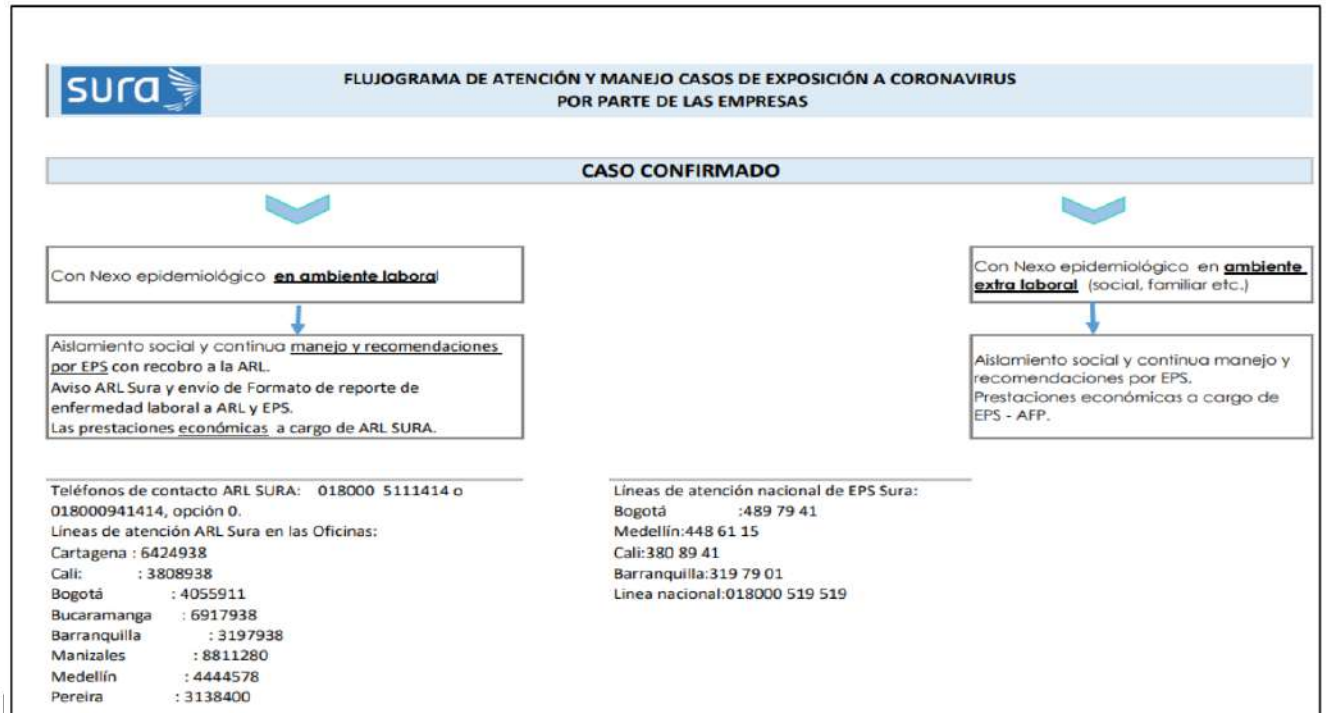 sura
FLUJOGRAMA DE ATENCIÓN Y MANEJO CASOS DE EXPOSICIÓN A CORONAVIRUS
POR PARTE DE LAS EMPRESAS
CASO CONFIRMADO
Con Nexo epidemiológico en ambiente laboral
Aislamiento social y continua manejo y recomendaciones
por EPS con recobro a la ARL.
Aviso ARL Sura y envio de Formato de reporte de
enfermedad laboral a ARL y EPS.
Las prestaciones económicas a cargo de ARL SURA.
Con Nexo epidemiológico en ambiente
extra laboral (social, familiar etc.)
Aislamiento social y continua manejo y
recomendaciones por EPS.
Prestaciones económicas a cargo de
EPS - AFP.
Teléfonos de contacto ARL SURA: 018000 5111414 o
018000941414, opción 0.
Líneas de atención ARL Sura en las Oficinas:
Cartagena : 6424938
Cali: : 3808938
Bogotá : 4055911
Bucaramanga : 6917938
Barranquilla : 3197938
Manizales : 8811280
Medellín : 4444578
Pereira : 3138400
Líneas de atención nacional de EPS Sura:
Bogotá :489 79 41
Medellín:448 61 15
Cali:380 89 41
Barranquilla:319 79 01
Linea nacional:018000 519 519